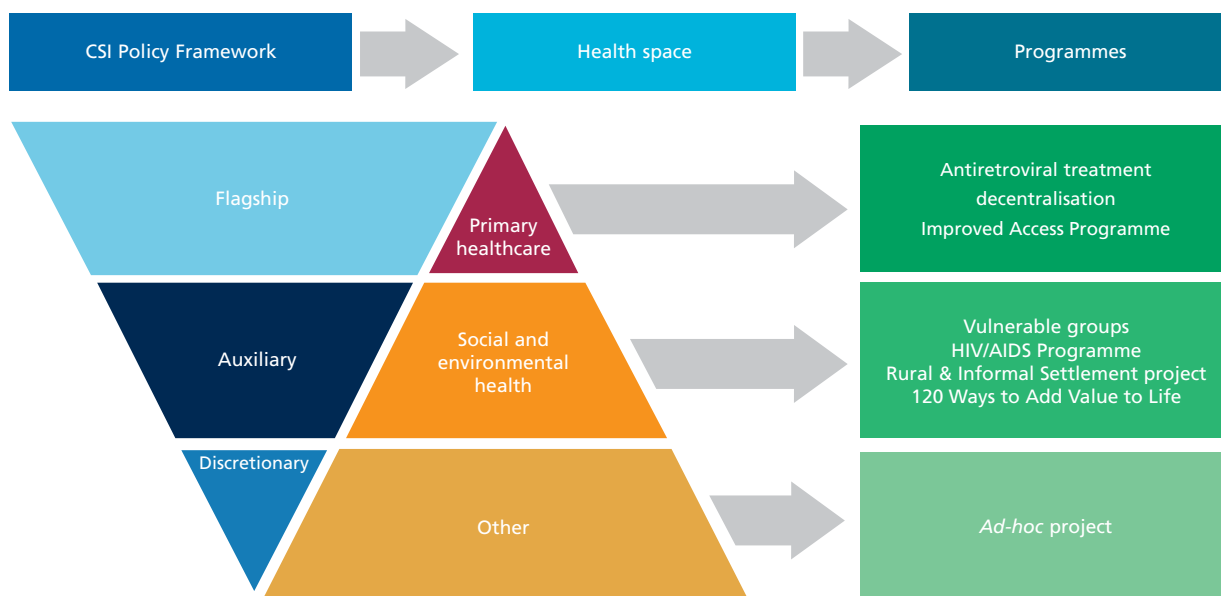 CSI Policy Framework
Health space
Programmes
Flagship
Primary
healthcare
Antiretroviral treatment
decentralisation
Improved Access Programme
Auxiliary
Social and
environmental
health
Vulnerable groups
HIV/AIDS Programme
Rural & Informal Settlement project
120 Ways to Add Value to Life
Discretionary
Other
Ad-hoc project